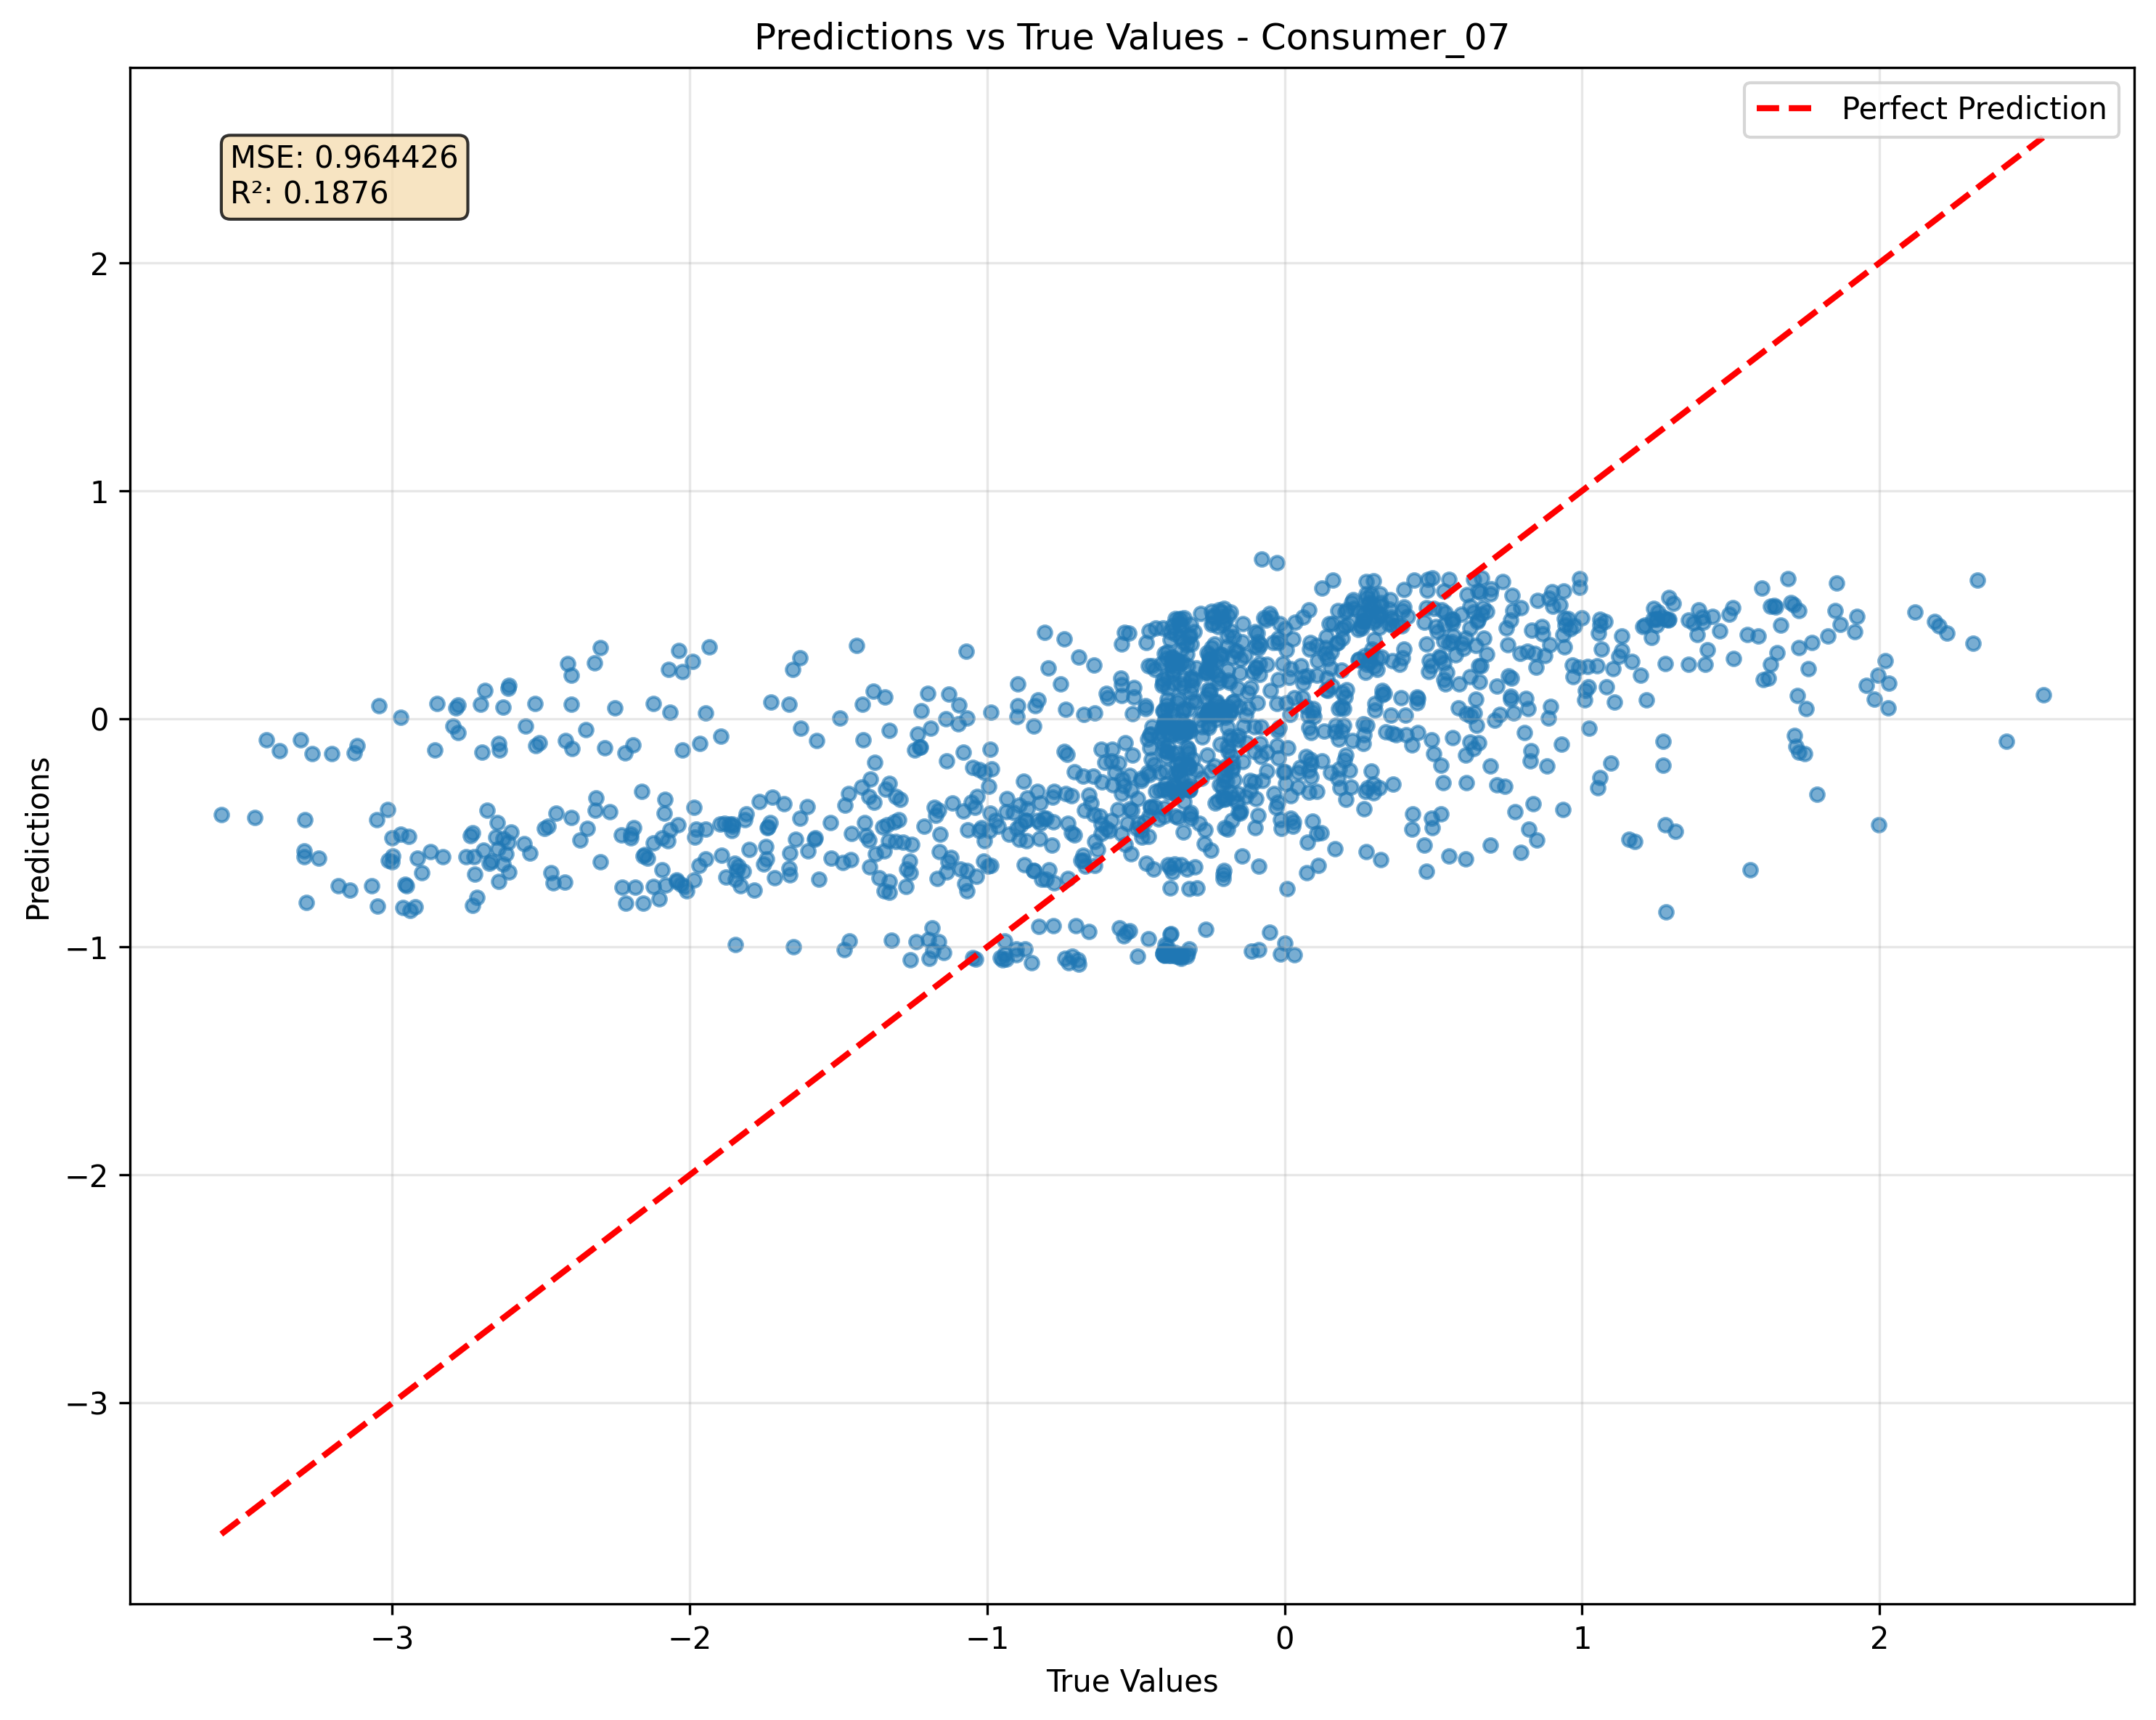 Predictions vs True Values - Consumer_07
Perfect Prediction
MSE: 0.964426
R²: 0.1876
2
1
0
−1
−2
−3
Predictions
−3 −2 −1 0 1 2
True Values